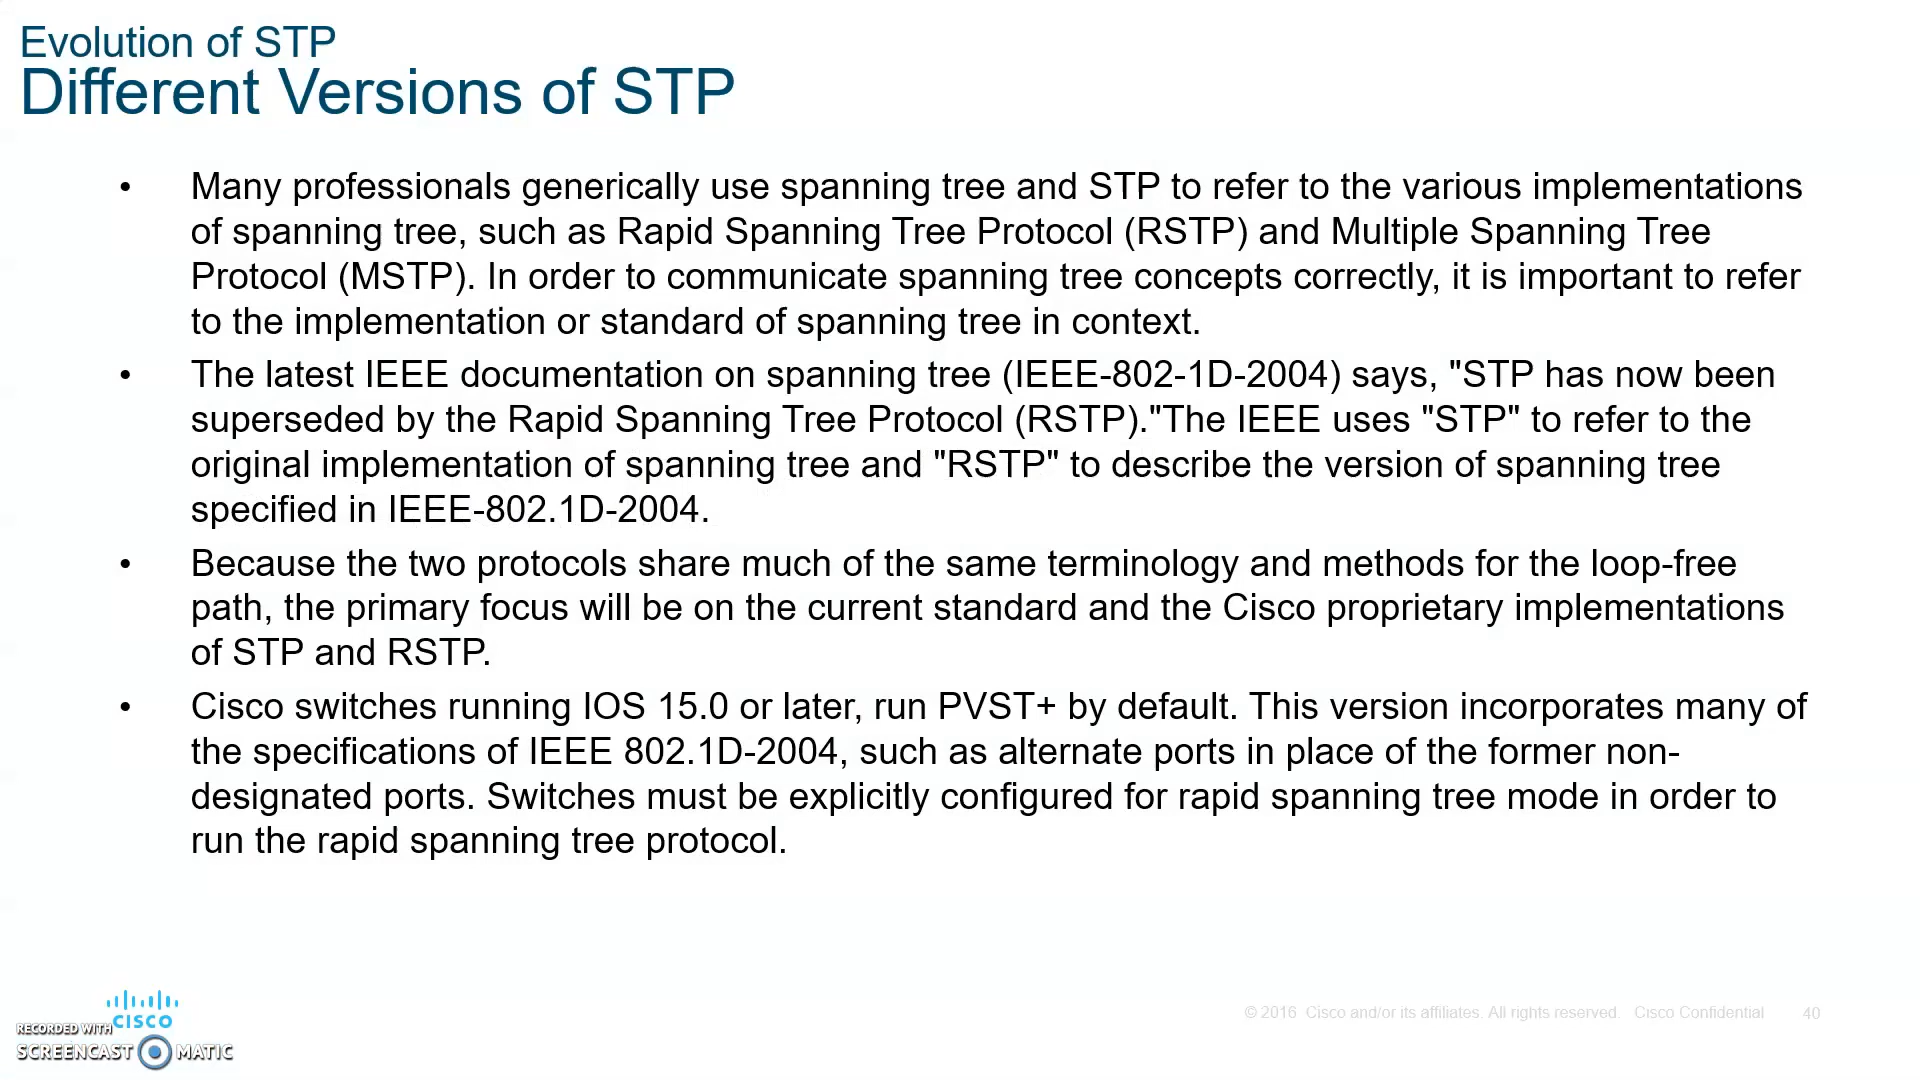 Evolution of STP
Different Versions of STP
• Many professionals generically use spanning tree and STP to refer to the various implementations
of spanning tree, such as Rapid Spanning Tree Protocol (RSTP) and Multiple Spanning Tree
Protocol (MSTP). In order to communicate spanning tree concepts correctly, it is important to refer
to the implementation or standard of spanning tree in context.
• The latest IEEE documentation on spanning tree (IEEE-802-1D-2004) says, "STP has now been
superseded by the Rapid Spanning Tree Protocol (RSTP)."The IEEE uses "STP" to refer to the
original implementation of spanning tree and "RSTP" to describe the version of spanning tree
specified in IEEE-802.1D-2004.
• Because the two protocols share much of the same terminology and methods for the loop-free
path, the primary focus will be on the current standard and the Cisco proprietary implementations
of STP and RSTP.
• Cisco switches running IOS 15.0 or later, run PVST+ by default. This version incorporates many of
the specifications of IEEE 802.1D-2004, such as alternate ports in place of the former non-
designated ports. Switches must be explicitly configured for rapid spanning tree mode in order to
run the rapid spanning tree protocol.
CISCO
RECORDED WITH
SCREENCAST MATIC
© 2016 Cisco and/or its affiliates. All rights reserved. Cisco Confidential 40